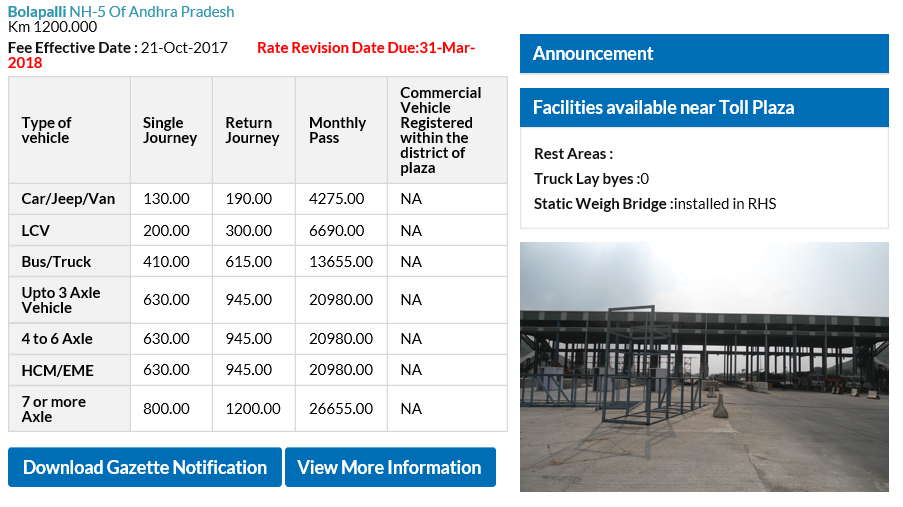 Bolapalli NH-5 Of Andhra Pradesh
Km 1200.000
Fee Effective Date : 21-Oct-2017 Rate Revision Date Due:31-Mar-
2018
Type of vehicle Single Journey Return Journey Monthly Pass Commercial Vehicle Registered within the district of plaza
Car/Jeep/Van 130.00 190.00 4275.00 NA
LCV 200.00 300.00 6690.00 NA
Bus/Truck 410.00 615.00 13655.00 NA
Upto 3 Axle Vehicle 630.00 945.00 20980.00 NA
4 to 6 Axle 630.00 945.00 20980.00 NA
HCM/EME 630.00 945.00 20980.00 NA
7 or more Axle 800.00 1200.00 26655.00 NA
Download Gazette Notification View More Information
Announcement
Facilities available near Toll Plaza
Rest Areas :
Truck Lay byes :0
Static Weigh Bridge :installed in RHS